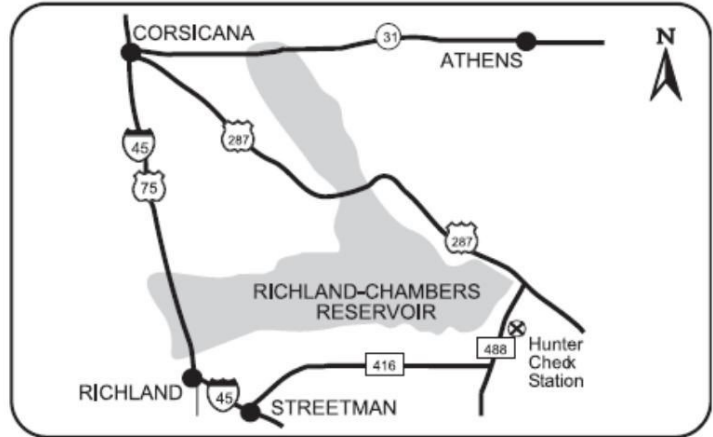 CORSICANA
31
ATHENS
N
45
287
75
287
RICHLAND-CHAMBERS
RESERVOIR
488
Hunter
Check
Station
416
RICHLAND
45
STREETMAN